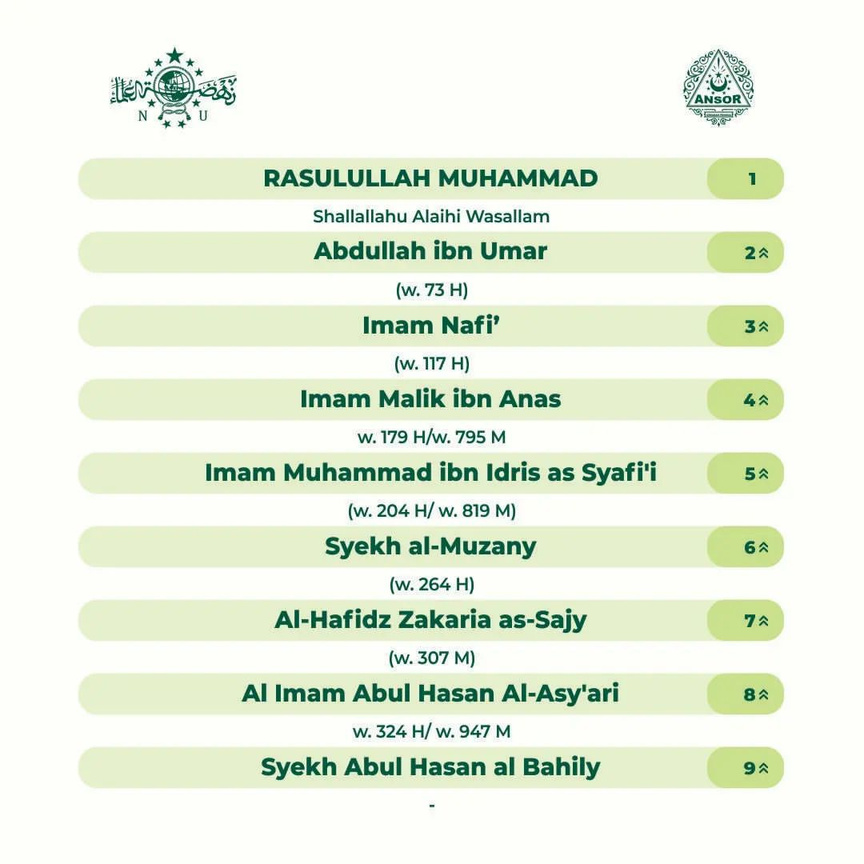 نهضة العلماء
N U
ANSOR
RASULULLAH MUHAMMAD 1
Shallallahu Alaihi Wasallam
Abdullah ibn Umar 2
(w. 73 H)
Imam Nafi’ 3
(w. 117 H)
Imam Malik ibn Anas 4
w. 179 H/w. 795 M
Imam Muhammad ibn Idris as Syafi'i 5
(w. 204 H/ w. 819 M)
Syekh al-Muzany 6
(w. 264 H)
Al-Hafidz Zakaria as-Sajy 7
(w. 307 M)
Al Imam Abul Hasan Al-Asy'ari 8
w. 324 H/ w. 947 M
Syekh Abul Hasan al Bahily 9
-